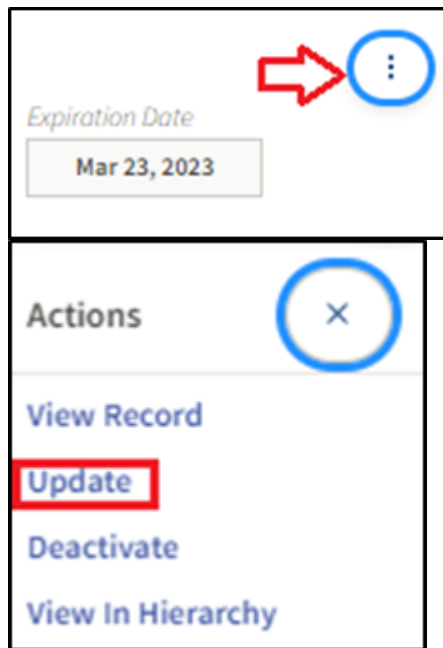 Expiration Date
Mar 23, 2023
Actions
View Record
Update
Deactivate
View In Hierarchy